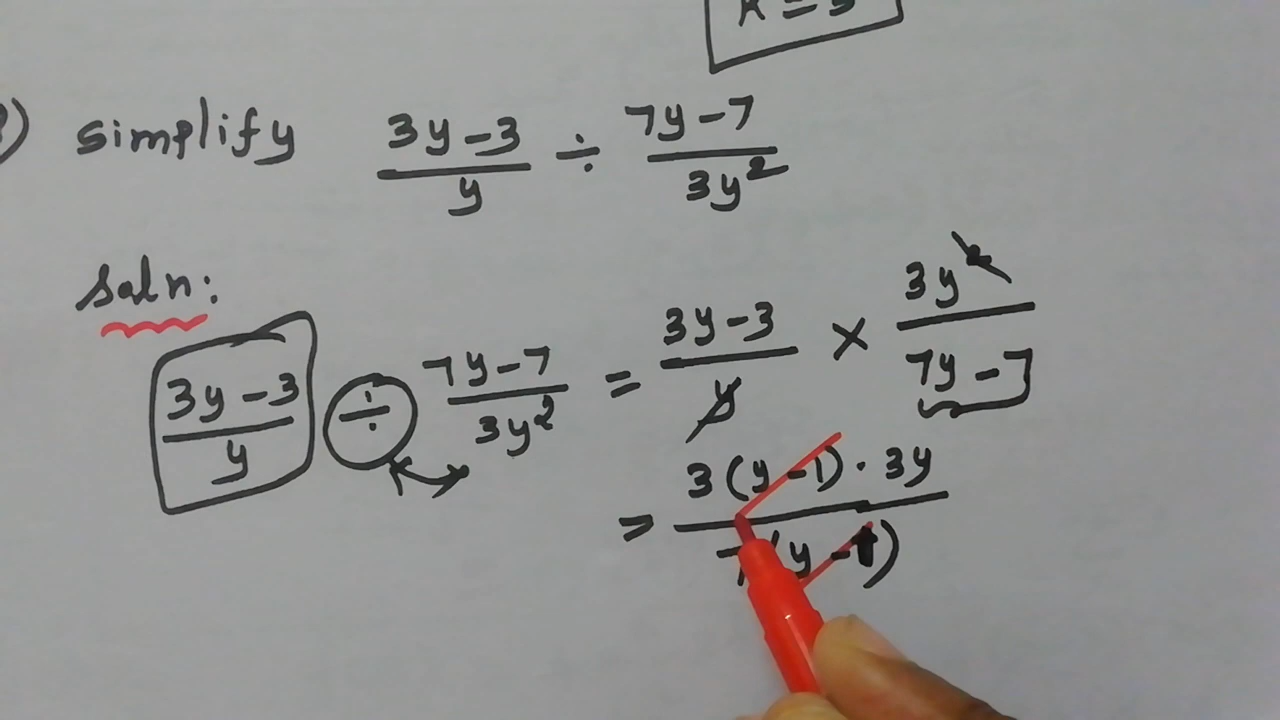 ) simplify (3y-3)/y ÷ (7y-7)/3y²
Soln:
(3y-3)/y ÷ (7y-7)/3y² = (3y-3)/y × 3y²/(7y-7)
= 3(y-1)·3y / 7(y-1)